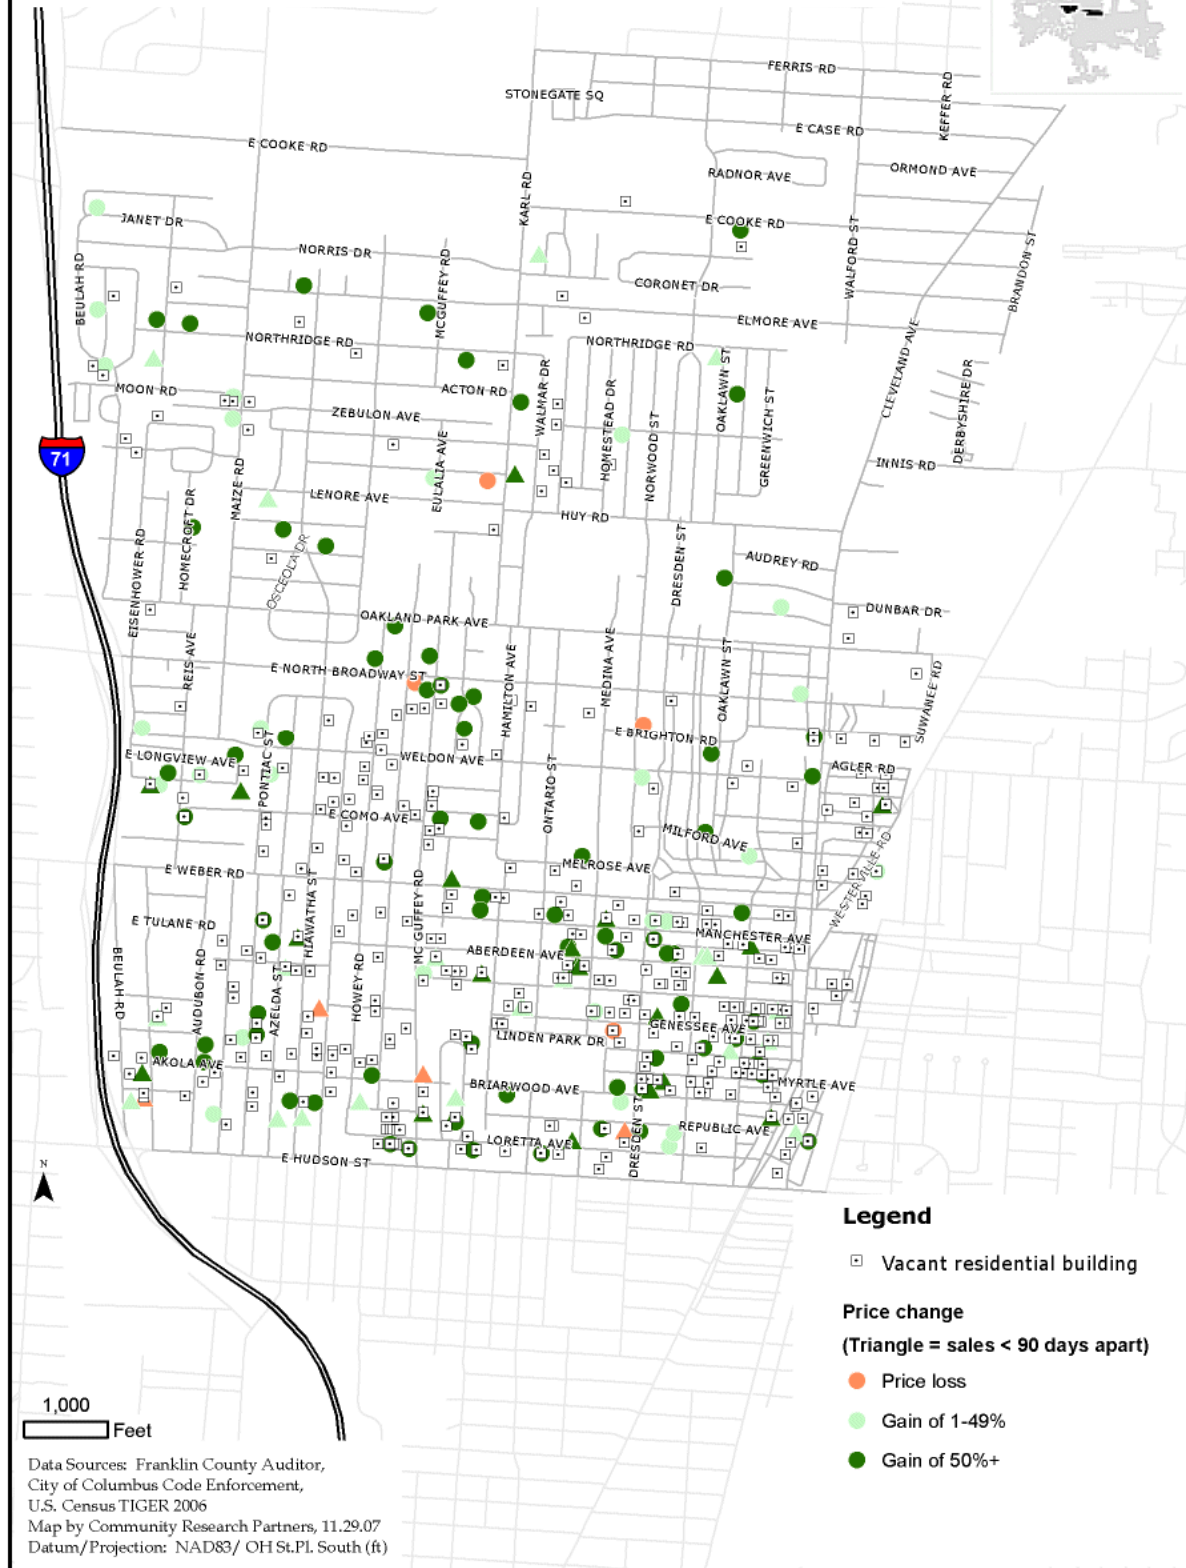 FERRIS RD
STONEGATE SQ
KEFFER RD
E CASE RD
E COOKE RD
ORMOND AVE
RADNOR AVE
KARL RD
JANET DR
E COOKE RD
WALFORD ST
BRANDON ST
NORRIS DR
BEULAH RD
MCGUFFEY RD
CORONET DR
ELMORE AVE
NORTHRIDGE RD
NORTHRIDGE RD
CLEVELAND AVE
MOON RD
ACTON RD
WALMAR DR
HOMESTEAD DR
OAKLAWN ST
DERBYSHIRE DR
ZEBULON AVE
NORWOOD ST
GREENWICH ST
71
EULALIA AVE
INNIS RD
MAIZE RD
LENORE AVE
HUY RD
HOMECROFT DR
EISENHOWER RD
OSCEOLA DR
DRESDEN ST
AUDREY RD
DUNBAR DR
OAKLAND PARK AVE
REIS AVE
E NORTH BROADWAY ST
HAMILTON AVE
MEDINA AVE
OAKLAWN ST
SUWANEE RD
E BRIGHTON RD
E LONGVIEW AVE
PONTIAC ST
WELDON AVE
AGLER RD
ONTARIO ST
E COMO AVE
MILFORD AVE
MELROSE AVE
E WEBER RD
WESTERVILLE RD
HIAWATHA ST
MC GUFFEY RD
E TULANE RD
MANCHESTER AVE
ABERDEEN AVE
BEULAH RD
AUDUBON RD
AZELDA ST
HOWEY RD
GENESSEE AVE
LINDEN PARK DR
AKOLA AVE
BRIARWOOD AVE
MYRTLE AVE
DRESDEN ST
REPUBLIC AVE
LORETTA AVE
E HUDSON ST
N
Legend
Vacant residential building
Price change
(Triangle = sales < 90 days apart)
Price loss
Gain of 1-49%
Gain of 50%+
1,000
Feet
Data Sources: Franklin County Auditor,
City of Columbus Code Enforcement,
U.S. Census TIGER 2006
Map by Community Research Partners, 11.29.07
Datum/Projection: NAD83/ OH St.Pl. South (ft)